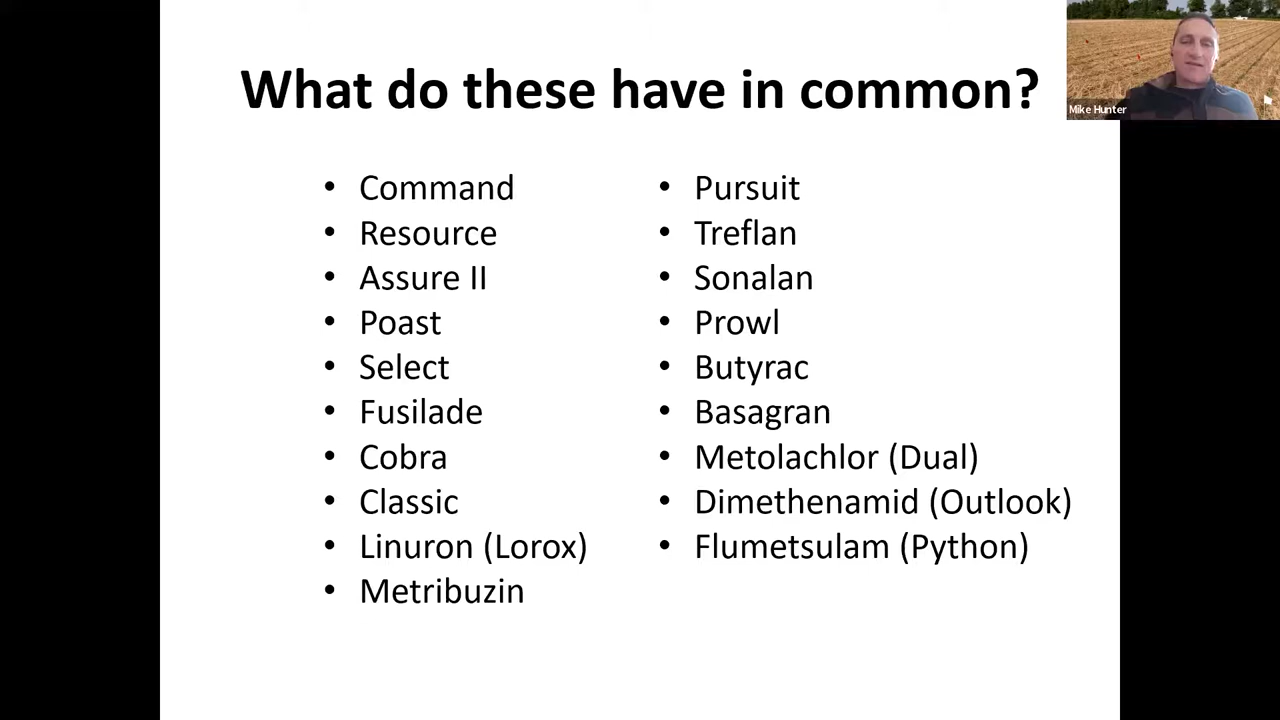 What do these have in common?
• Command
• Resource
• Assure II
• Poast
• Select
• Fusilade
• Cobra
• Classic
• Linuron (Lorox)
• Metribuzin
• Pursuit
• Treflan
• Sonalan
• Prowl
• Butyrac
• Basagran
• Metolachlor (Dual)
• Dimethenamid (Outlook)
• Flumetsulam (Python)
Mike Hunter